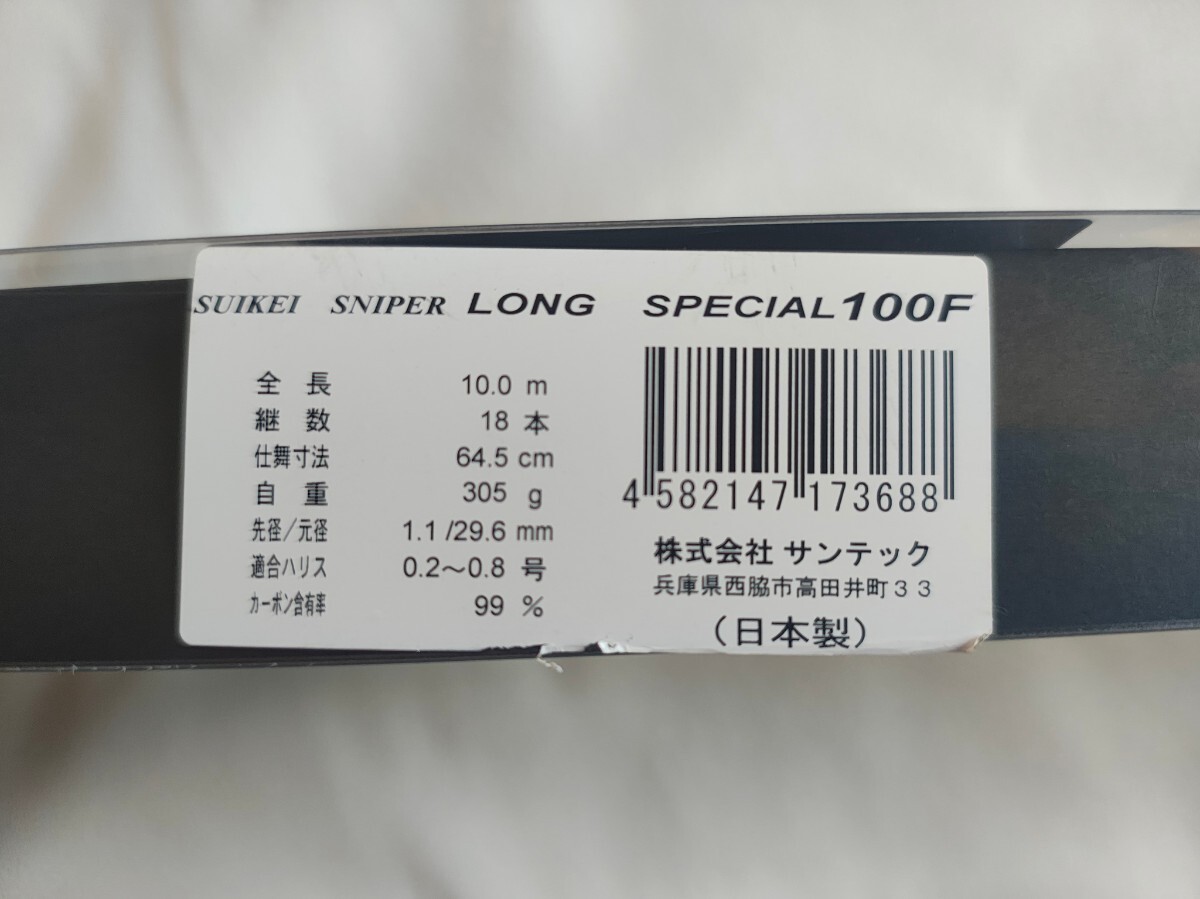 SUIKEI SNIPER LONG SPECIAL 100F
全長 10.0 m
継数 18 本
仕舞寸法 64.5 cm
自重 305 g
先径/元径 1.1 /29.6 mm
適合ハリス 0.2～0.8 号
カーボン含有率 99 %
4 582147 173688
株式会社 サンテック
兵庫県西脇市高田井町33
(日本製)